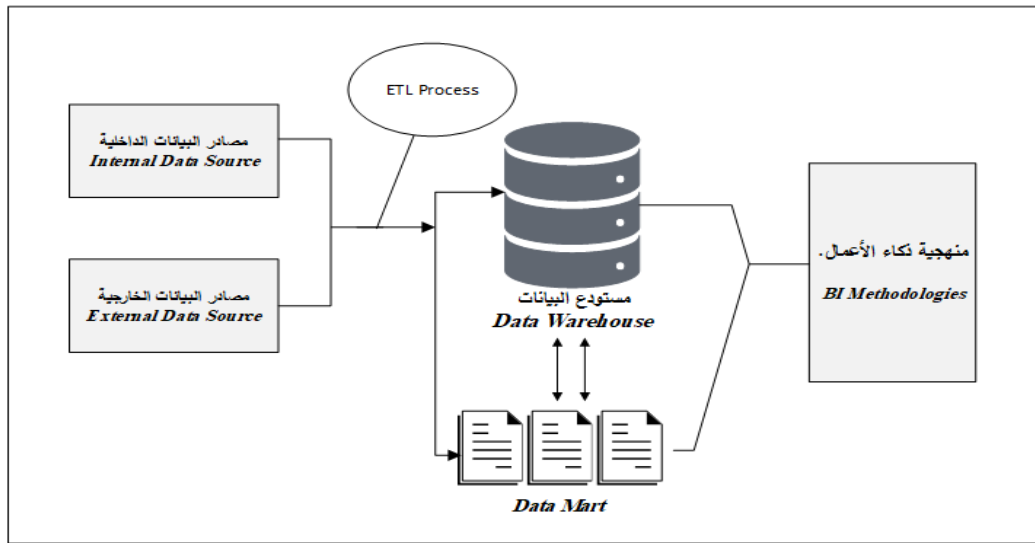 ETL Process
مصادر البيانات الداخلية
Internal Data Source
مصادر البيانات الخارجية
External Data Source
مستودع البيانات
Data Warehouse
Data Mart
منهجية ذكاء الأعمال.
BI Methodologies